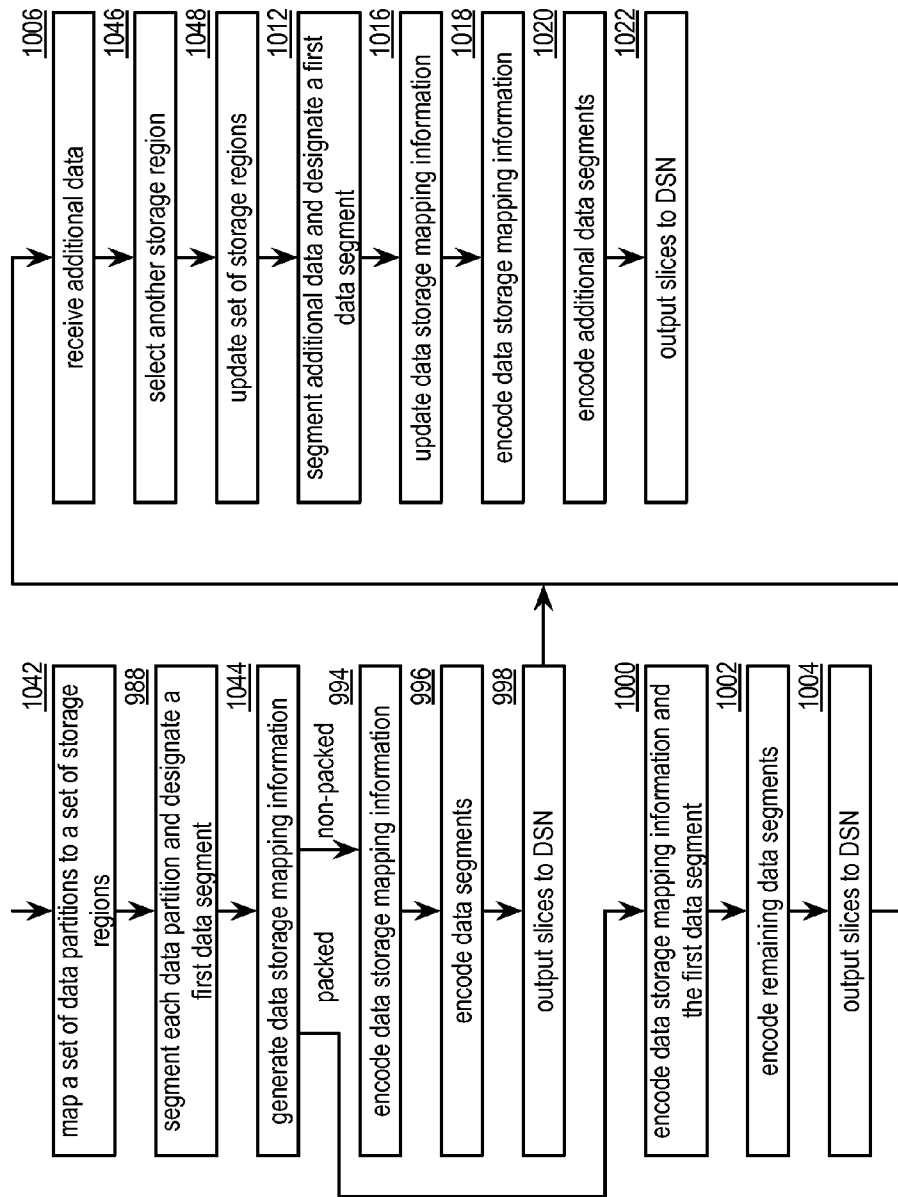 1042
map a set of data partitions to a set of storage
regions
988
segment each data partition and designate a
first data segment
1044
generate data storage mapping information
packed
non-packed
994
encode data storage mapping information
996
encode data segments
998
output slices to DSN
1000
encode data storage mapping information and
the first data segment
1002
encode remaining data segments
1004
output slices to DSN
1006
receive additional data
1046
select another storage region
1048
update set of storage regions
1012
segment additional data and designate a first
data segment
1016
update data storage mapping information
1018
encode data storage mapping information
1020
encode additional data segments
1022
output slices to DSN